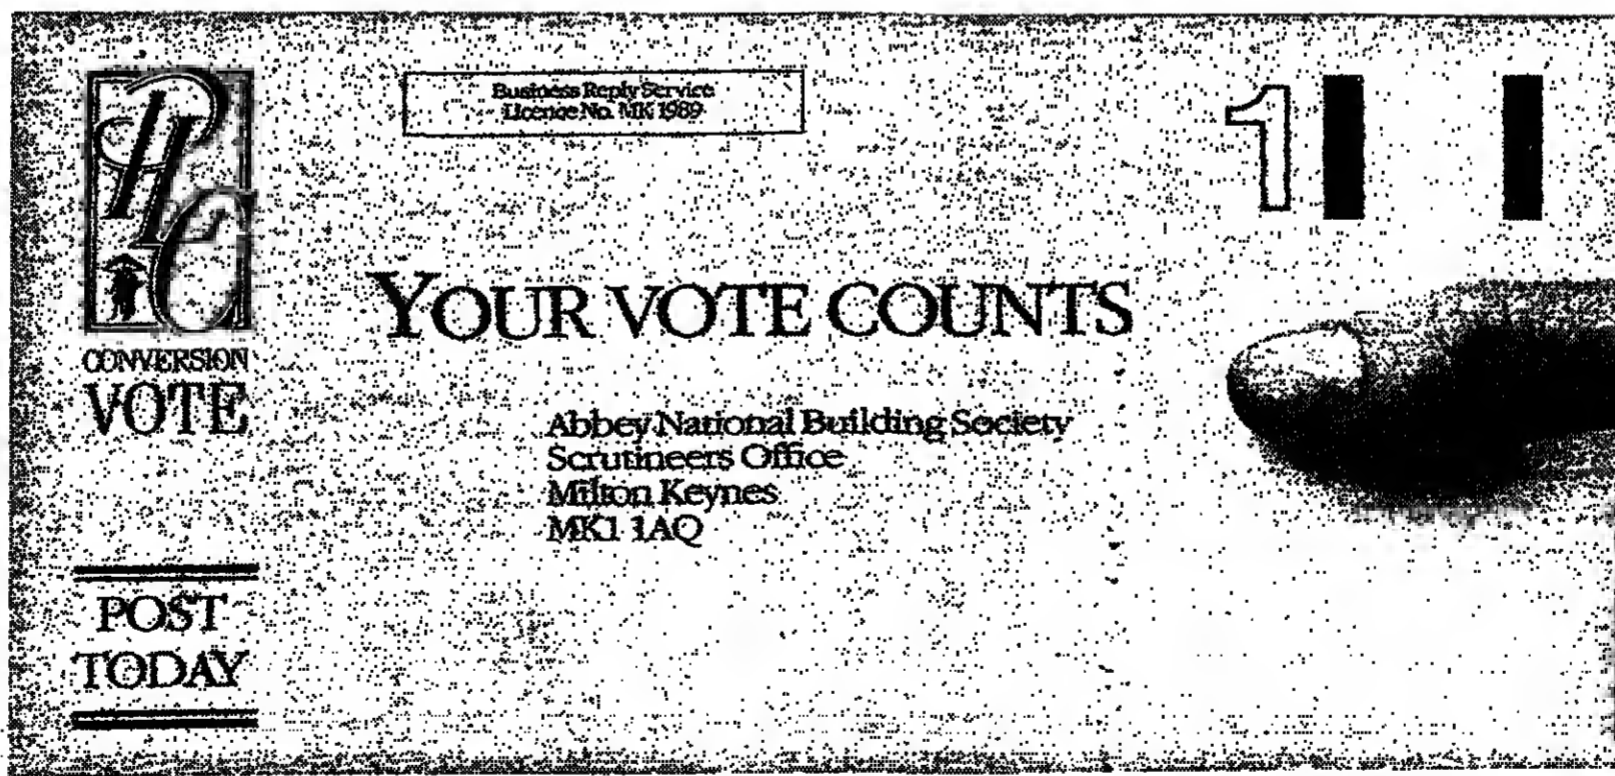 Business Reply Service
Licence No. MK 1989
1
YOUR VOTE COUNTS
CONVERSION
VOTE
Abbey National Building Society
Scrutineers Office
Milton Keynes
MK1 1AQ
POST
TODAY